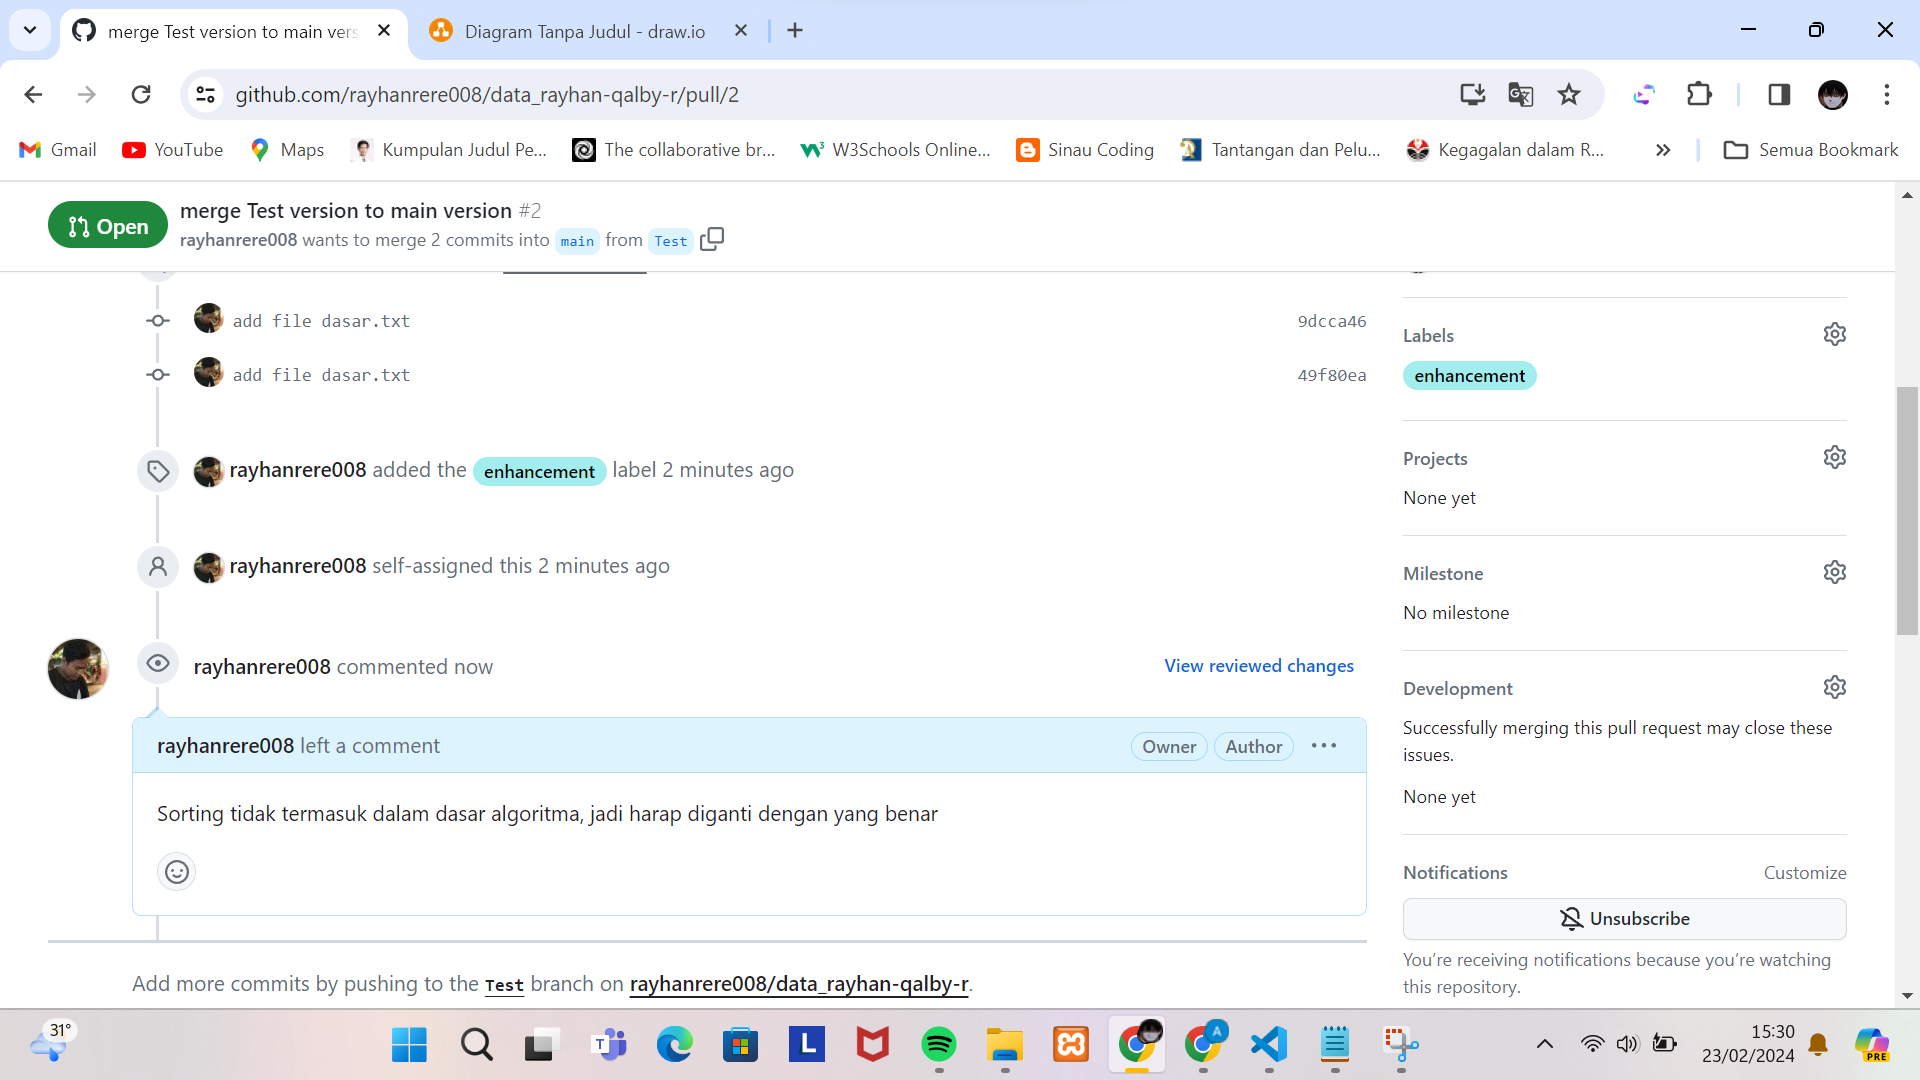 merge Test version to main vers
Diagram Tanpa Judul - draw.io
github.com/rayhanrere008/data_rayhan-qalby-r/pull/2
Gmail
YouTube
Maps
Kumpulan Judul Pe...
The collaborative br...
W3Schools Online...
Sinau Coding
Tantangan dan Pelu...
Kegagalan dalam R...
Semua Bookmark
Open
merge Test version to main version #2
rayhanrere008 wants to merge 2 commits into main from Test
add file dasar.txt 9dcca46
add file dasar.txt 49f80ea
rayhanrere008 added the enhancement label 2 minutes ago
rayhanrere008 self-assigned this 2 minutes ago
rayhanrere008 commented now
View reviewed changes
rayhanrere008 left a comment
Owner Author
Sorting tidak termasuk dalam dasar algoritma, jadi harap diganti dengan yang benar
Add more commits by pushing to the Test branch on rayhanrere008/data_rayhan-qalby-r.
Labels
enhancement
Projects
None yet
Milestone
No milestone
Development
Successfully merging this pull request may close these
issues.
None yet
Notifications Customize
Unsubscribe
You’re receiving notifications because you’re watching
this repository.
31°
T
L
A
15:30
23/02/2024
PRE